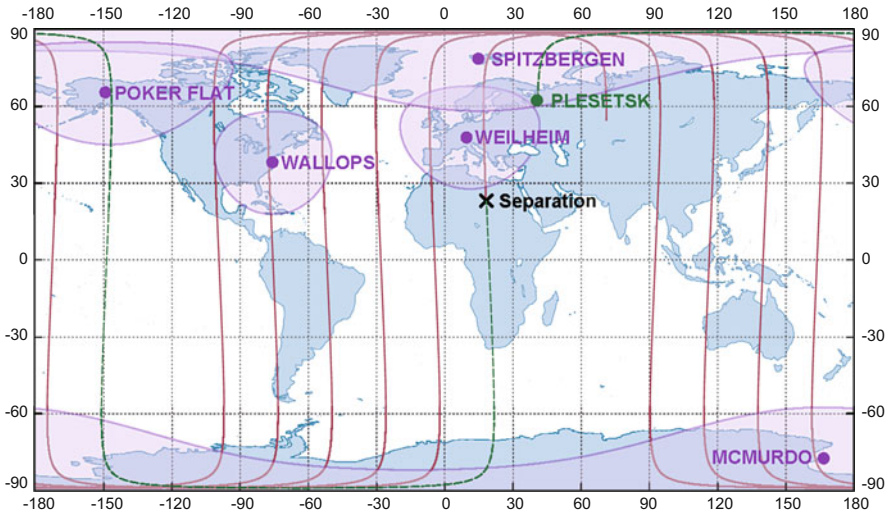 -180 -150 -120 -90 -60 -30 0 30 60 90 120 150 180
90 90
SPITZBERGEN
POKER FLAT
PLESETSK
60 60
WEILHEIM
WALLOPS
30 30
Separation
0 0
-30 -30
-60 -60
MCMURDO
-90 -90
-180 -150 -120 -90 -60 -30 0 30 60 90 120 150 180